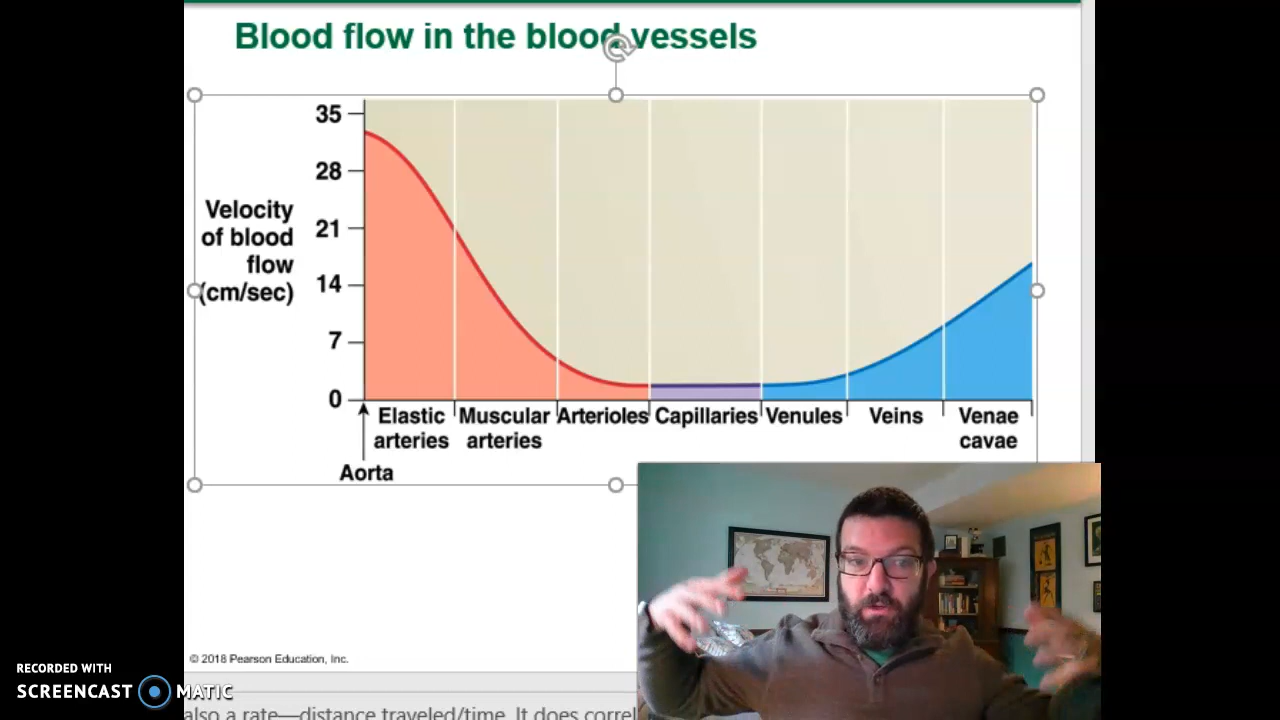 Blood flow in the blood vessels
35
28
21
14
7
0
Velocity
of blood
flow
(cm/sec)
Elastic
arteries
Muscular
arteries
Arterioles
Capillaries
Venules
Veins
Venae
cavae
Aorta
© 2018 Pearson Education, Inc.
RECORDED WITH
SCREENCAST MATIC
also a rate—distance traveled/time. It does correl